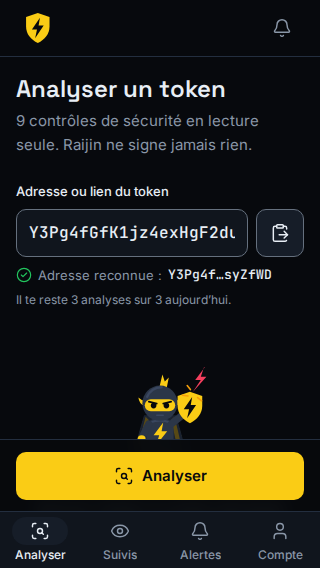 Analyser un token
9 contrôles de sécurité en lecture
seule. Raijin ne signe jamais rien.
Adresse ou lien du token
Y3Pg4fGfK1jz4exHgF2du
Adresse reconnue : Y3Pg4f…syZfWD
Il te reste 3 analyses sur 3 aujourd’hui.
Analyser
Analyser Suivis Alertes Compte